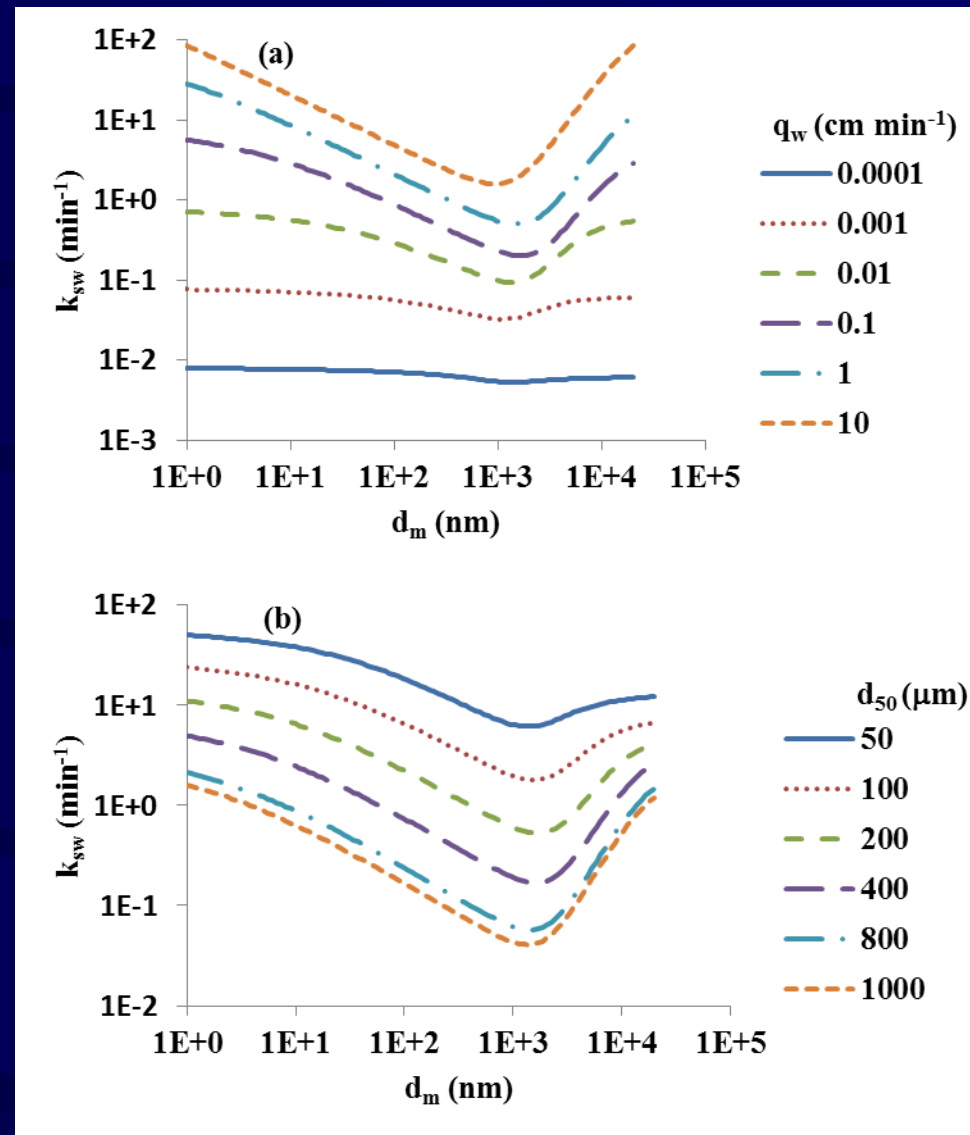 (a)
1E+2
1E+1
1E+0
1E-1
1E-2
1E-3
k_sw (min⁻¹)
1E+0 1E+1 1E+2 1E+3 1E+4 1E+5
d_m (nm)
q_w (cm min⁻¹)
0.0001
0.001
0.01
0.1
1
10
(b)
1E+2
1E+1
1E+0
1E-1
1E-2
k_sw (min⁻¹)
1E+0 1E+1 1E+2 1E+3 1E+4 1E+5
d_m (nm)
d_50 (μm)
50
100
200
400
800
1000